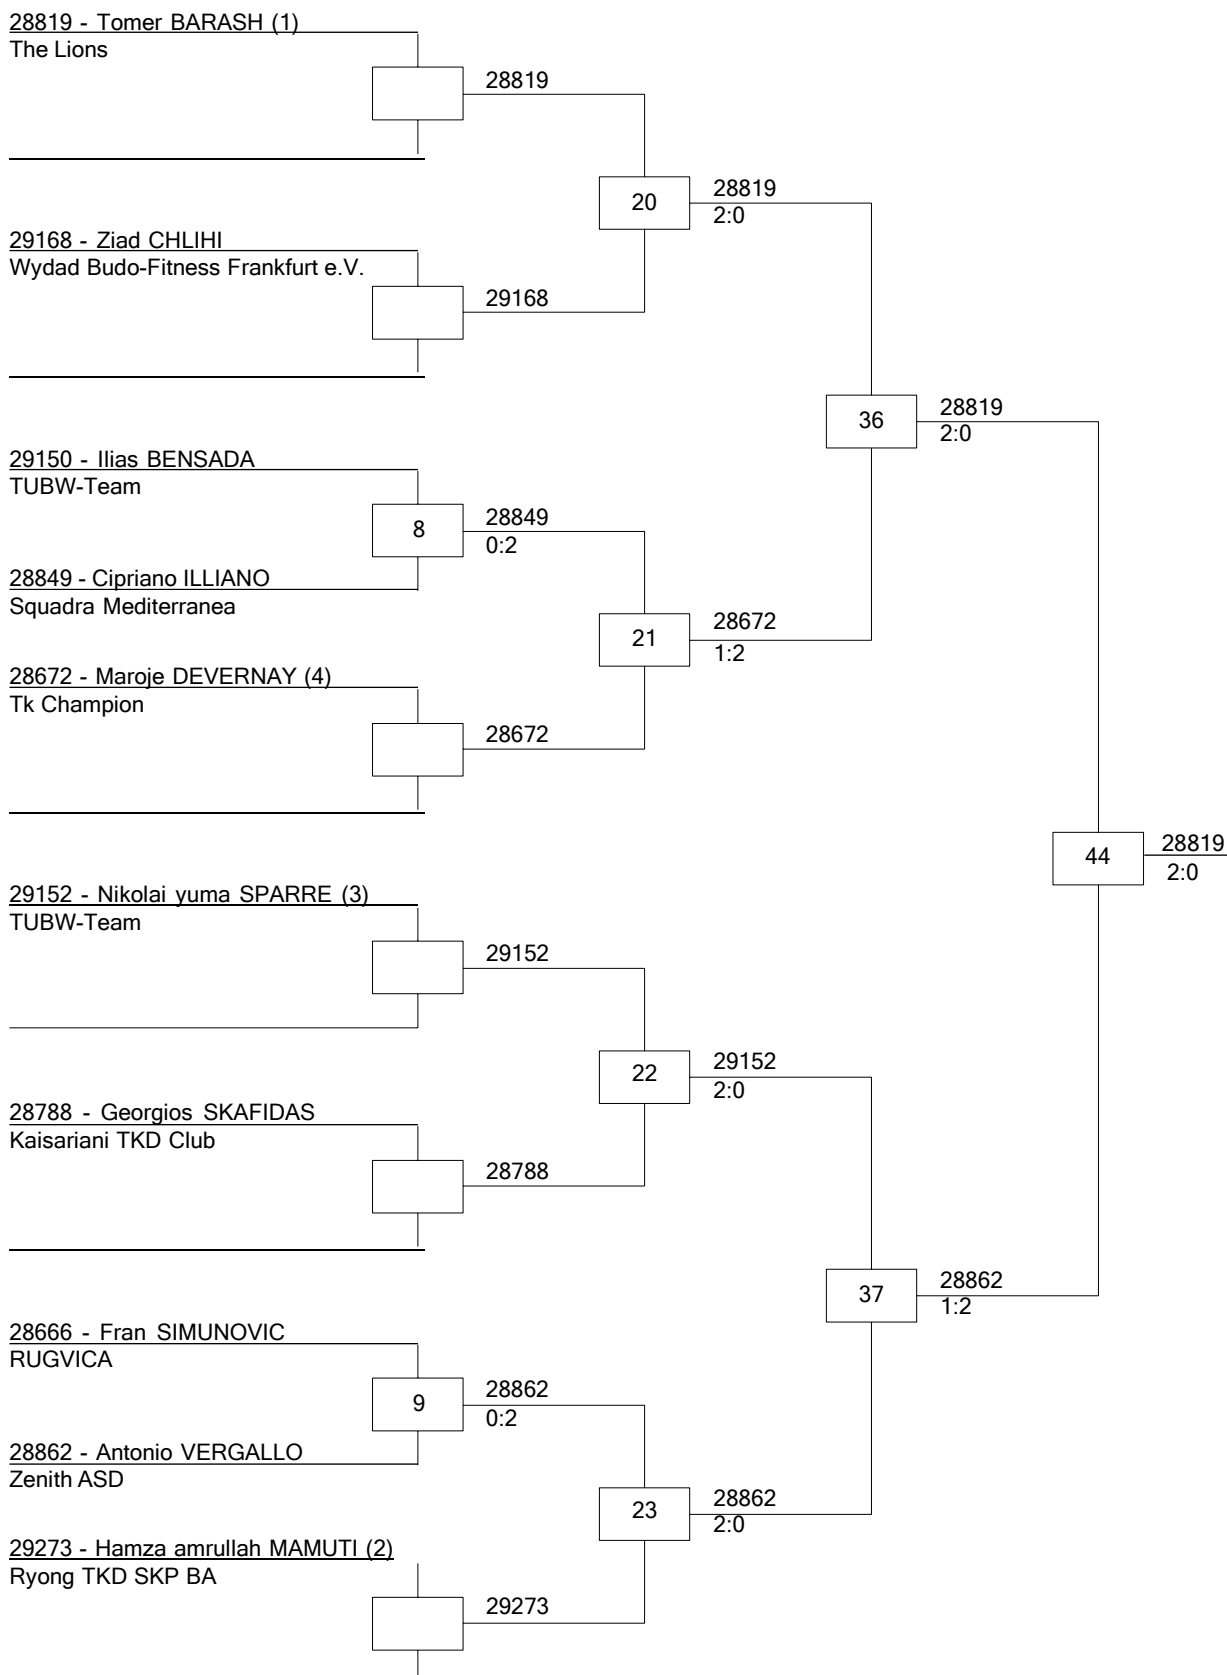 28819 - Tomer BARASH (1)
The Lions
28819
20
28819
2:0
29168 - Ziad CHLIHI
Wydad Budo-Fitness Frankfurt e.V.
29168
36
28819
2:0
29150 - Ilias BENSADA
TUBW-Team
8
28849
0:2
28849 - Cipriano ILLIANO
Squadra Mediterranea
21
28672
1:2
28672 - Maroje DEVERNAY (4)
Tk Champion
28672
44
28819
2:0
29152 - Nikolai yuma SPARRE (3)
TUBW-Team
29152
22
29152
2:0
28788 - Georgios SKAFIDAS
Kaisariani TKD Club
28788
37
28862
1:2
28666 - Fran SIMUNOVIC
RUGVICA
9
28862
0:2
28862 - Antonio VERGALLO
Zenith ASD
23
28862
2:0
29273 - Hamza amrullah MAMUTI (2)
Ryong TKD SKP BA
29273